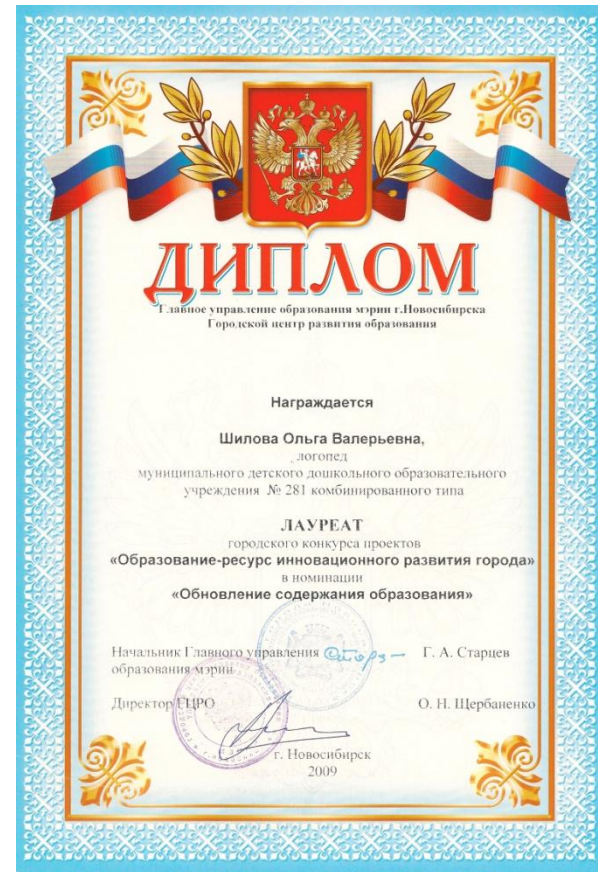 ДИПЛОМ
Главное управление образования мэрии г.Новосибирска
Городской центр развития образования
Награждается
Шилова Ольга Валерьевна,
логопед
муниципального детского дошкольного образовательного
учреждения № 281 комбинированного типа
ЛАУРЕАТ
городского конкурса проектов
«Образование-ресурс инновационного развития города»
в номинации
«Обновление содержания образования»
Начальник Главного управления Г. А. Старцев
образования мэрии
Директор ГЦРО О. Н. Щербаненко
г. Новосибирск
2009